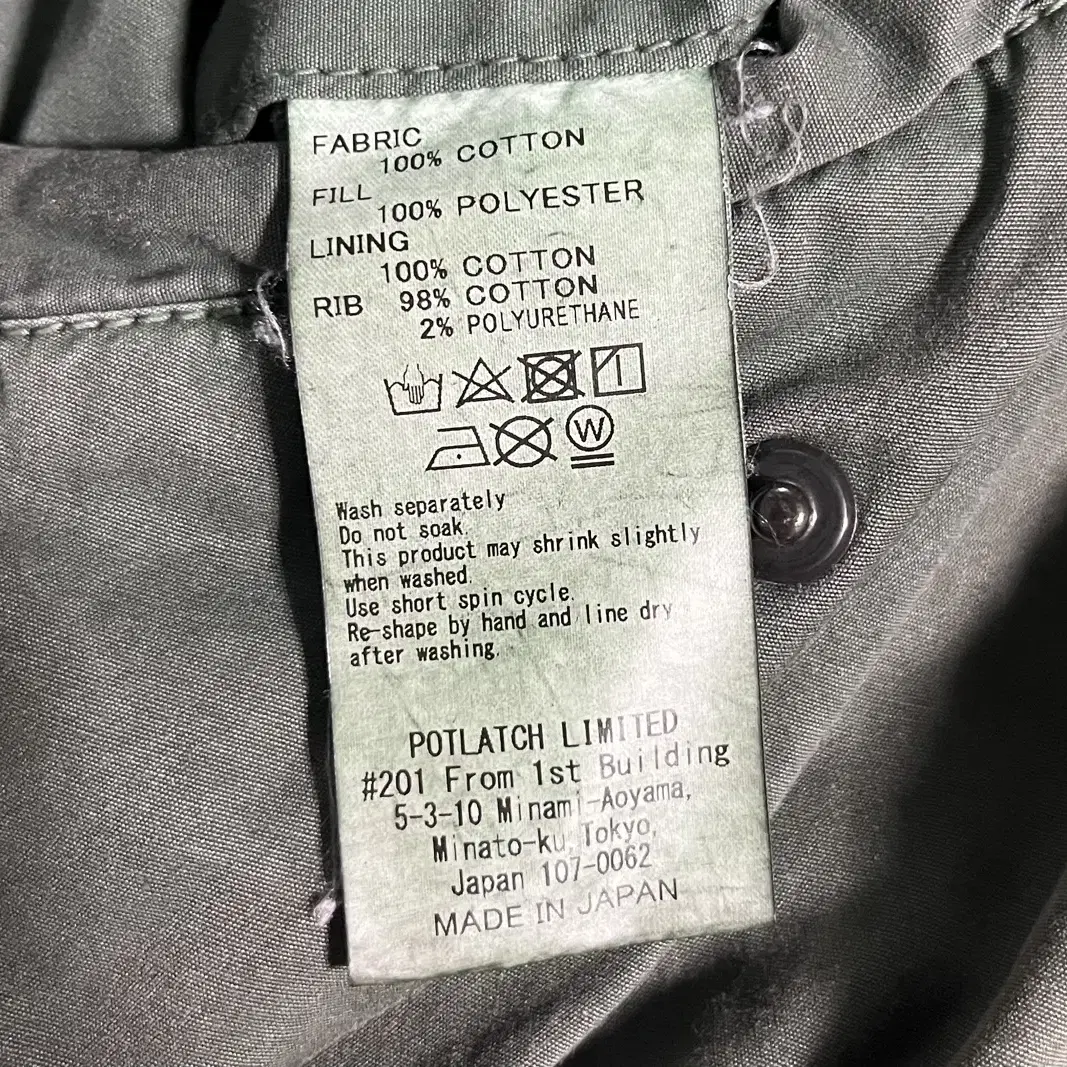 FABRIC
100% COTTON
FILL
100% POLYESTER
LINING
100% COTTON
RIB 98% COTTON
2% POLYURETHANE
W
Wash separately
Do not soak.
This product may shrink slightly
when washed.
Use short spin cycle.
Re-shape by hand and line dry
after washing.
POTLATCH LIMITED
#201 From 1st Building
5-3-10 Minami-Aoyama,
Minato-ku, Tokyo,
Japan 107-0062
MADE IN JAPAN